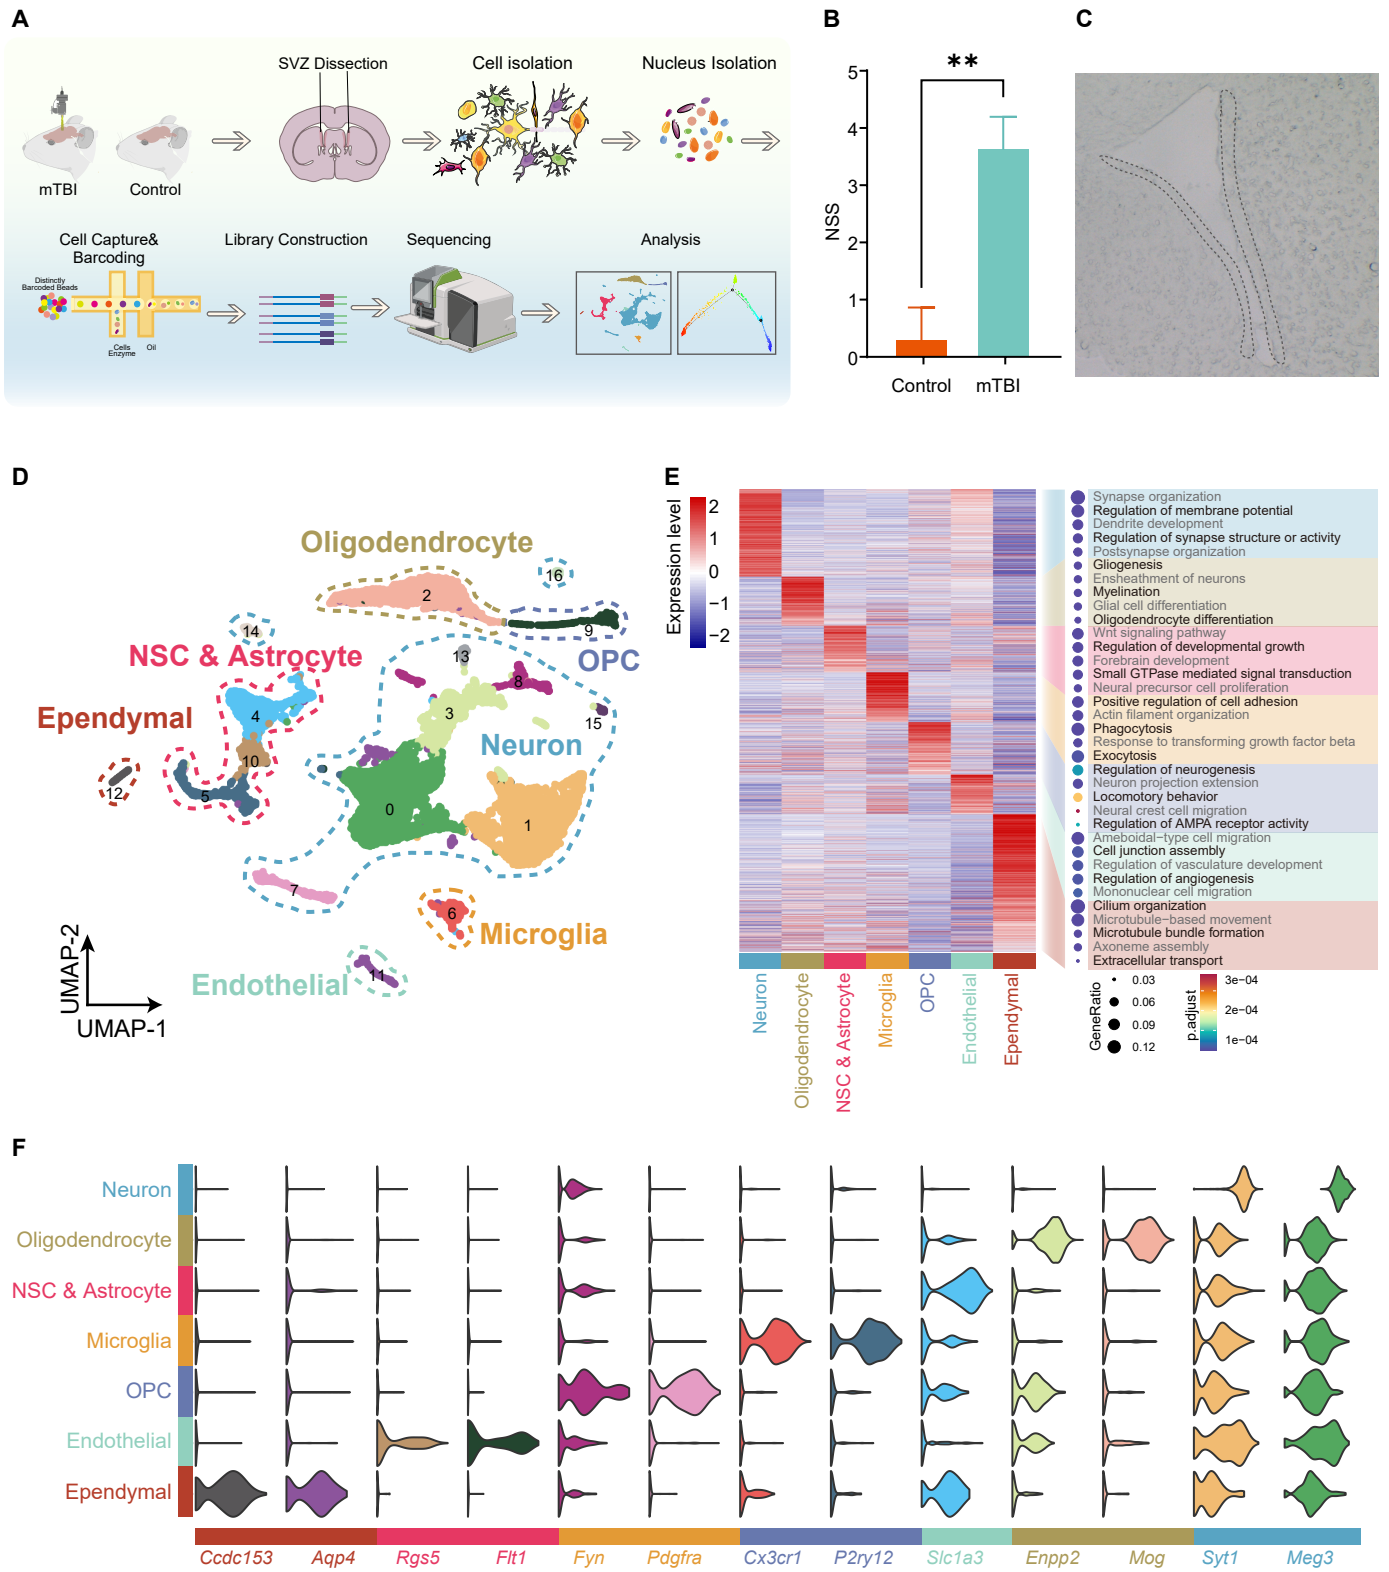 A
SVZ Dissection
Cell isolation
Nucleus Isolation
mTBI
Control
Cell Capture&
Barcoding
Library Construction
Sequencing
Analysis
Distinctly
Barcoded Beads
Cells
Enzyme
Oil
B
NSS
5
4
3
2
1
0
**
Control
mTBI
C
D
Oligodendrocyte
16
2
9
14
13
OPC
NSC & Astrocyte
8
4
3
15
Ependymal
Neuron
10
12
5
0
1
7
6
Microglia
Endothelial
11
UMAP-2
UMAP-1
E
Expression level
2
1
0
−1
−2
Synapse organization
Regulation of membrane potential
Dendrite development
Regulation of synapse structure or activity
Postsynapse organization
Gliogenesis
Ensheathment of neurons
Myelination
Glial cell differentiation
Oligodendrocyte differentiation
Wnt signaling pathway
Regulation of developmental growth
Forebrain development
Small GTPase mediated signal transduction
Neural precursor cell proliferation
Positive regulation of cell adhesion
Actin filament organization
Phagocytosis
Response to transforming growth factor beta
Exocytosis
Regulation of neurogenesis
Neuron projection extension
Locomotory behavior
Neural crest cell migration
Regulation of AMPA receptor activity
Ameboidal−type cell migration
Cell junction assembly
Regulation of vasculature development
Regulation of angiogenesis
Mononuclear cell migration
Cilium organization
Microtubule−based movement
Microtubule bundle formation
Axoneme assembly
Extracellular transport
Neuron
Oligodendrocyte
NSC & Astrocyte
Microglia
OPC
Endothelial
Ependymal
GeneRatio
0.03
0.06
0.09
0.12
p.adjust
3e−04
2e−04
1e−04
F
Neuron
Oligodendrocyte
NSC & Astrocyte
Microglia
OPC
Endothelial
Ependymal
Ccdc153 Aqp4 Rgs5 Flt1 Fyn Pdgfra Cx3cr1 P2ry12 Slc1a3 Enpp2 Mog Syt1 Meg3